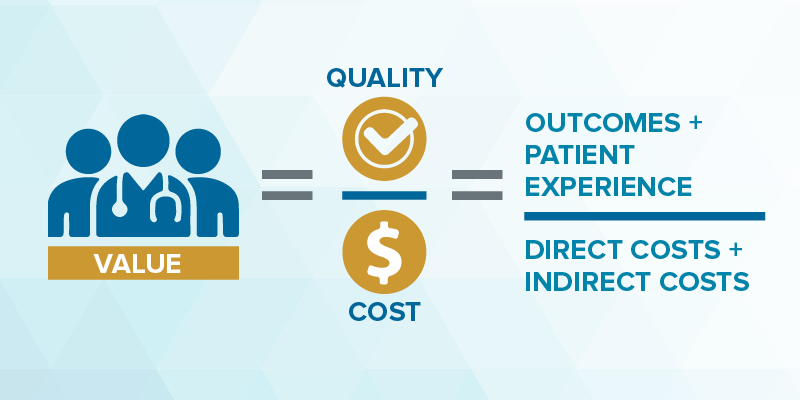 VALUE
=
QUALITY
$
COST
=
OUTCOMES +
PATIENT
EXPERIENCE
DIRECT COSTS +
INDIRECT COSTS